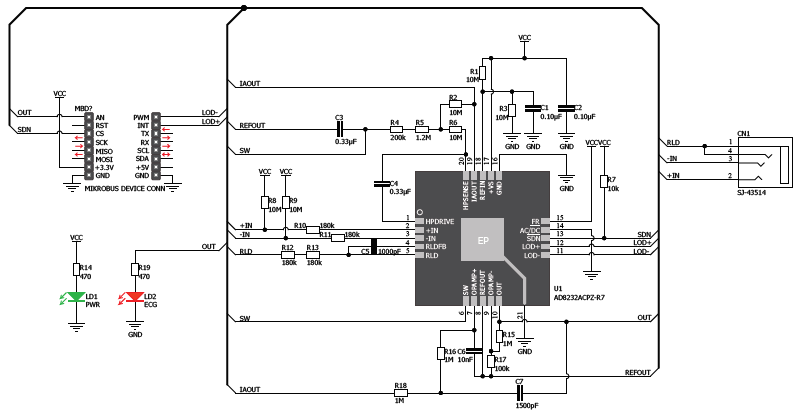 VCC
IAOUT
R1
10M
VCC
MBD?
OUT
SDN
AN
RST
CS
SCK
MISO
MOSI
+3.3V
GND
PWM
INT
TX
RX
SCL
SDA
+5V
GND
LOD-
LOD+
MIKROBUS DEVICE CONN
REFOUT
C3
0.33µF
R4
200k
R5
1.2M
R2
10M
R6
10M
R3
10M
C1
0.10µF
C2
0.10µF
GND
GND
GND
SW
C4
0.33µF
20
19
18
17
16
HPSENSE
IAOUT
REFIN
+VS
GND
GND
VCC
VCC
R7
10k
RLD
-IN
+IN
1
4
3
2
CN1
SJ-43514
VCC
VCC
R8
10M
R9
10M
+IN
-IN
RLD
R10
180k
R11
180k
R12
180k
R13
180k
C5
1000pF
1
2
3
4
5
HPDRIVE
+IN
-IN
RLDFB
RLD
EP
FR
AC/DC
SDN
LOD+
LOD-
15
14
13
12
11
SDN
LOD+
LOD-
U1
AD8232ACPZ-R7
SW
OPAMP+
REFOUT
OPAMP-
OUT
6
7
8
9
10
21
GND
GND
VCC
R14
470
LD1
PWR
OUT
R19
470
LD2
ECG
GND
SW
OUT
R15
1M
R16
1M
C6
10nF
R17
100k
REFOUT
IAOUT
R18
1M
C7
1500pF